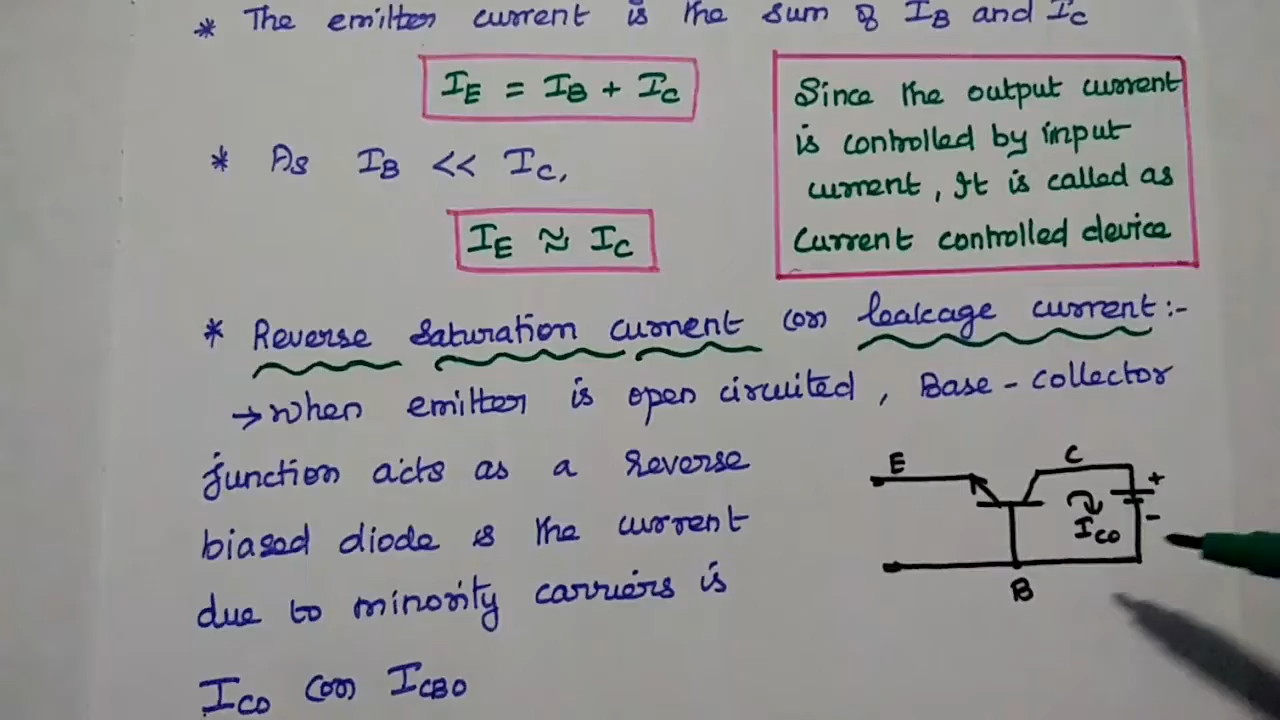 * The emitter current is the sum of IB and IC
IE = IB + IC
* As IB << IC,
IE ≈ IC
Since the output current
is controlled by input
current, It is called as
Current controlled device
* Reverse saturation current (or) leakage current:-
→ When emitter is open circuited, Base-collector
junction acts as a reverse
biased diode & the current
due to minority carriers is
ICO (or) ICBO
E
C
+
-
ICO
B